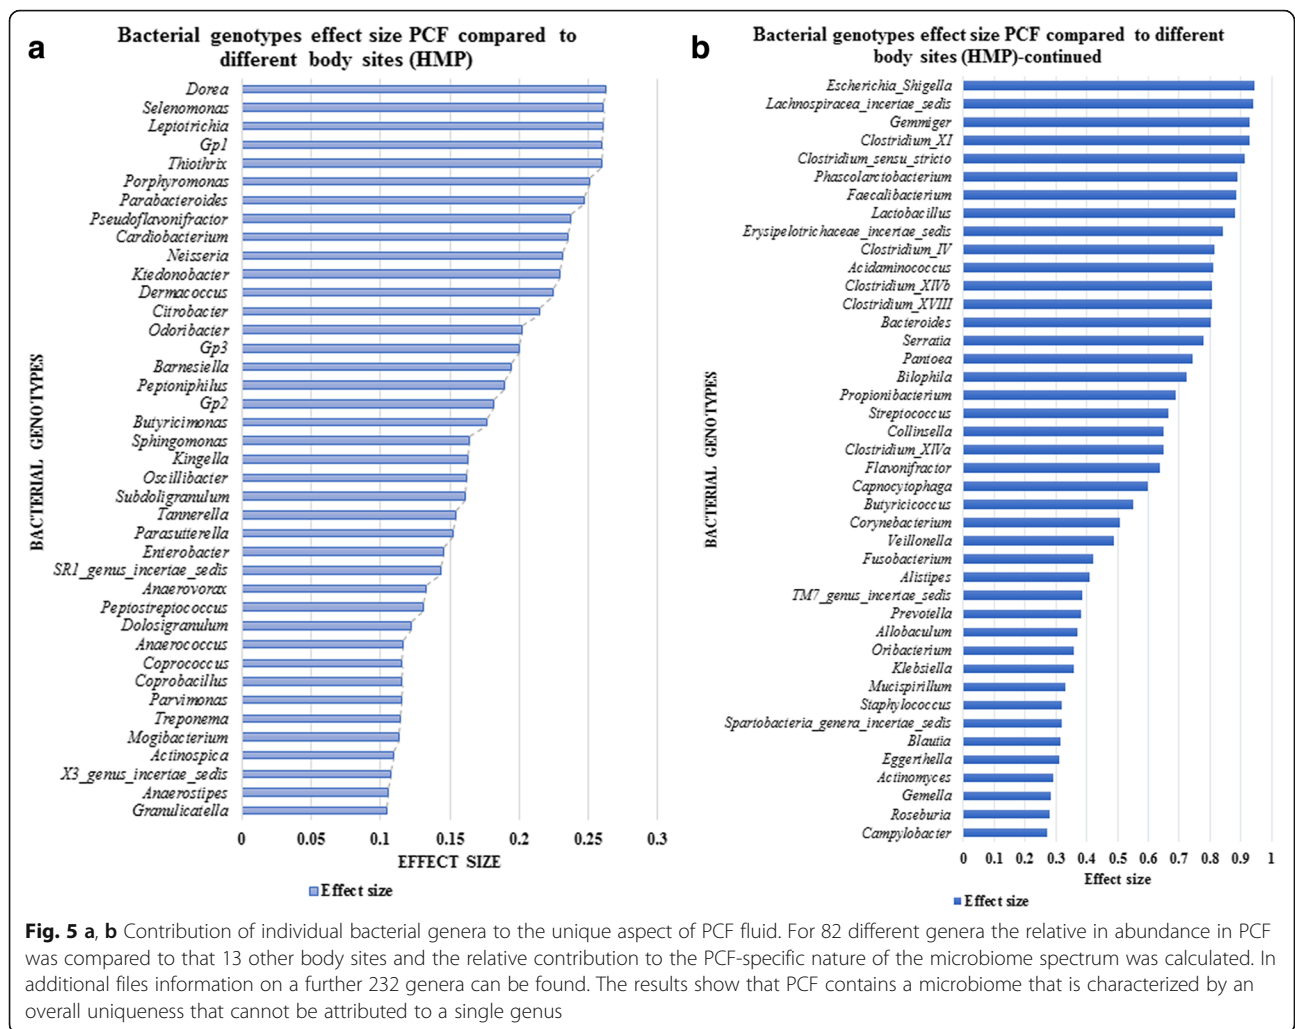 a
Bacterial genotypes effect size PCF compared to
different body sites (HMP)
BACTERIAL GENOTYPES
Dorea
Selenomonas
Leptotrichia
Gp1
Thiothrix
Porphyromonas
Parabacteroides
Pseudoflavonifractor
Cardiobacterium
Neisseria
Ktedonobacter
Dermacoccus
Citrobacter
Odoribacter
Gp3
Barnesiella
Peptoniphilus
Gp2
Butyricimonas
Sphingomonas
Kingella
Oscillibacter
Subdoligranulum
Tannerella
Parasutterella
Enterobacter
SR1_genus_incertae_sedis
Anaerovorax
Peptostreptococcus
Dolosigranulum
Anaerococcus
Coprococcus
Coprobacillus
Parvimonas
Treponema
Mogibacterium
Actinospica
X3_genus_incertae_sedis
Anaerostipes
Granulicatella
0 0.05 0.1 0.15 0.2 0.25 0.3
EFFECT SIZE
Effect size
b
Bacterial genotypes effect size PCF compared to different
body sites (HMP)-continued
BACTERIAL GENOTYPES
Escherichia_Shigella
Lachnospiracea_incertae_sedis
Gemmiger
Clostridium_XI
Clostridium_sensu_stricto
Phascolarctobacterium
Faecalibacterium
Lactobacillus
Erysipelotrichaceae_incertae_sedis
Clostridium_IV
Acidaminococcus
Clostridium_XIVb
Clostridium_XVIII
Bacteroides
Serratia
Pantoea
Bilophila
Propionibacterium
Streptococcus
Collinsella
Clostridium_XIVa
Flavonifractor
Capnocytophaga
Butyricicoccus
Corynebacterium
Veillonella
Fusobacterium
Alistipes
TM7_genus_incertae_sedis
Prevotella
Allobaculum
Oribacterium
Klebsiella
Mucispirillum
Staphylococcus
Spartobacteria_genera_incertae_sedis
Blautia
Eggerthella
Actinomyces
Gemella
Roseburia
Campylobacter
0 0.1 0.2 0.3 0.4 0.5 0.6 0.7 0.8 0.9 1
Effect size
Effect size
Fig. 5 a, b Contribution of individual bacterial genera to the unique aspect of PCF fluid. For 82 different genera the relative in abundance in PCF
was compared to that 13 other body sites and the relative contribution to the PCF-specific nature of the microbiome spectrum was calculated. In
additional files information on a further 232 genera can be found. The results show that PCF contains a microbiome that is characterized by an
overall uniqueness that cannot be attributed to a single genus